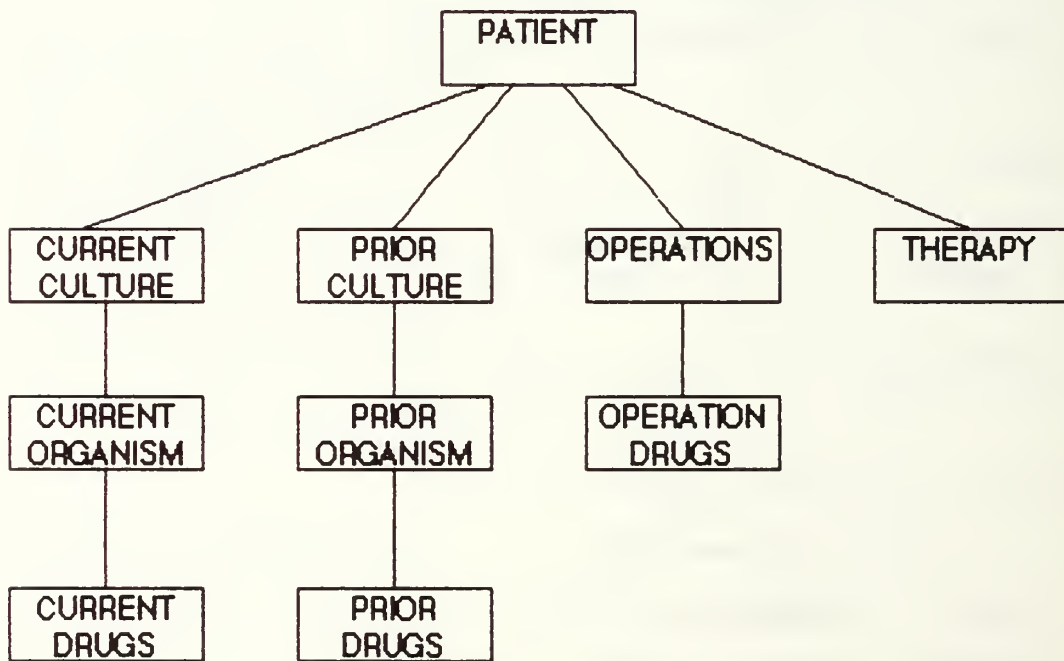 PATIENT
CURRENT
CULTURE
PRIOR
CULTURE
OPERATIONS
THERAPY
CURRENT
ORGANISM
PRIOR
ORGANISM
OPERATION
DRUGS
CURRENT
DRUGS
PRIOR
DRUGS